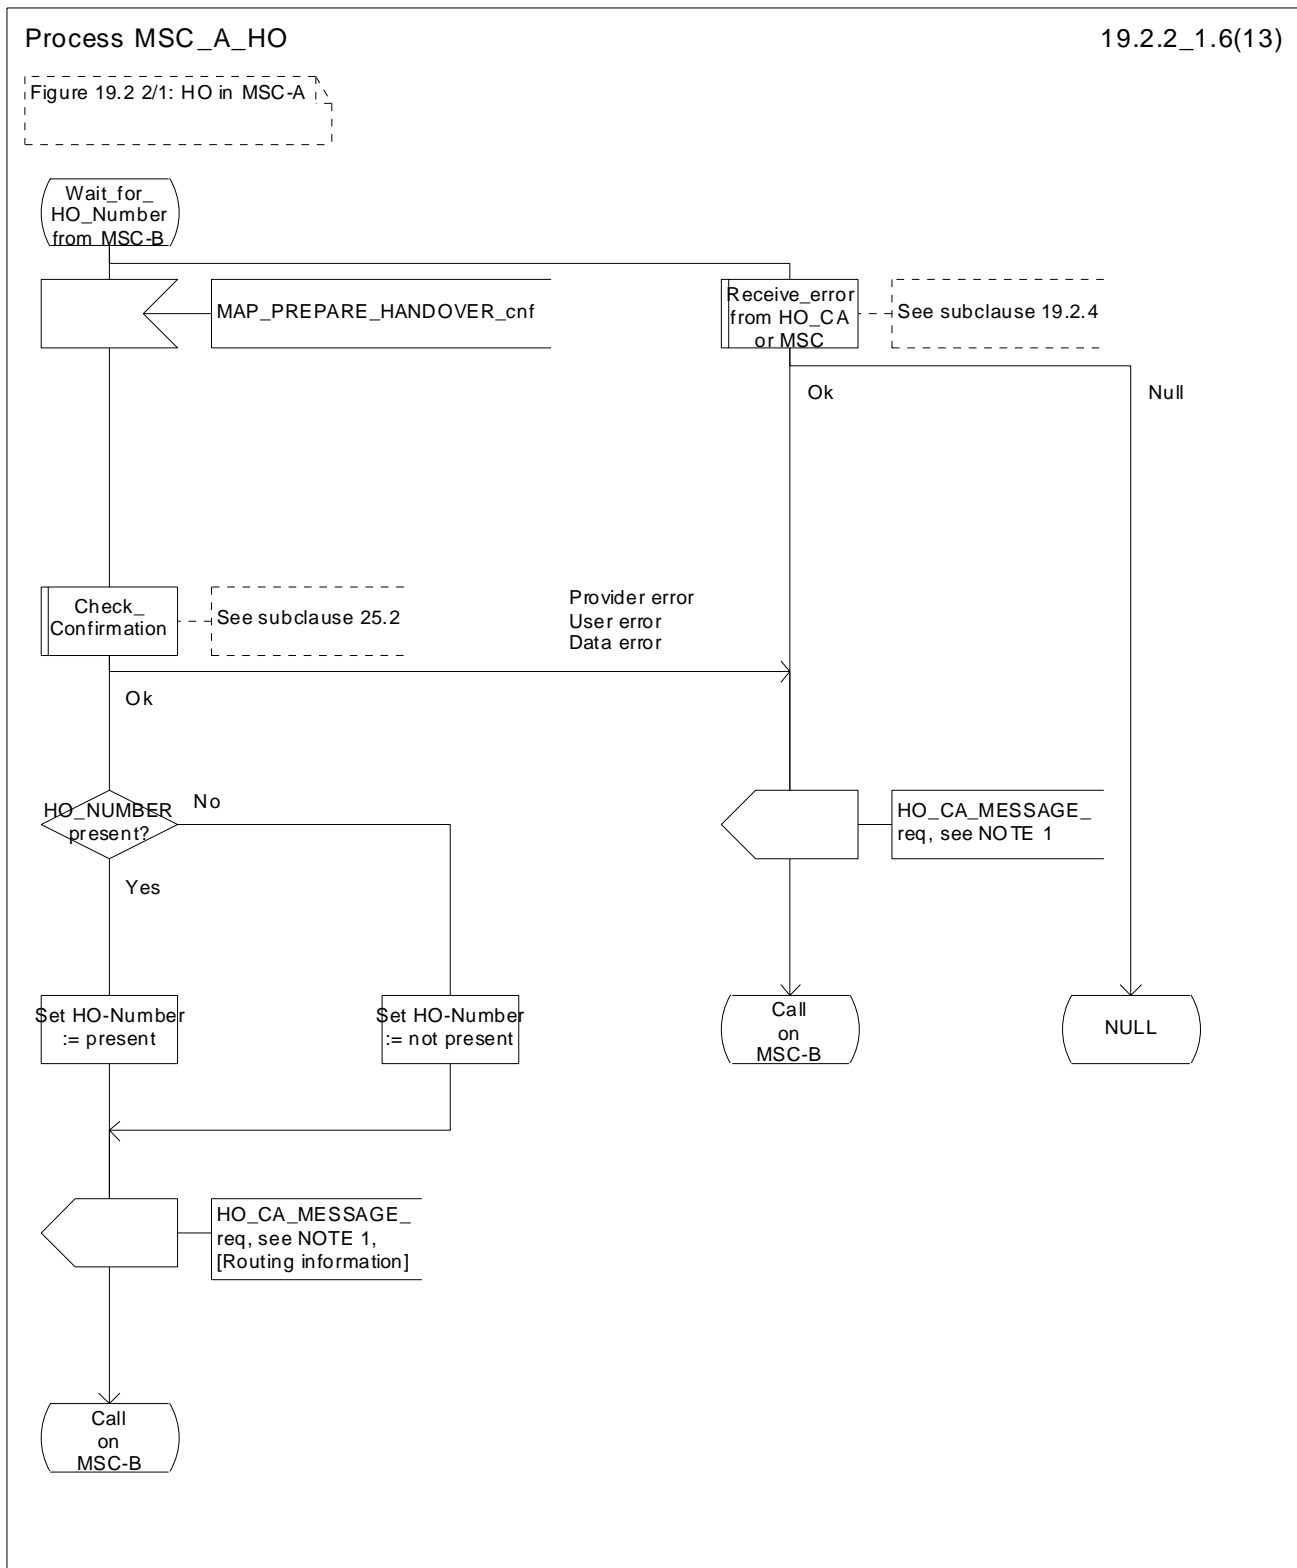 Process MSC_A_HO
19.2.2_1.6(13)
Figure 19.2 2/1: HO in MSC-A
Wait_for_
HO_Number
from MSC-B
MAP_PREPARE_HANDOVER_cnf
Receive_error
from HO_CA
or MSC
See subclause 19.2.4
Ok
Null
Check_
Confirmation
See subclause 25.2
Provider error
User error
Data error
Ok
HO_NUMBER
present?
No
Yes
HO_CA_MESSAGE_
req, see NOTE 1
Set HO-Number
:= present
Set HO-Number
:= not present
Call
on
MSC-B
NULL
HO_CA_MESSAGE_
req, see NOTE 1,
[Routing information]
Call
on
MSC-B